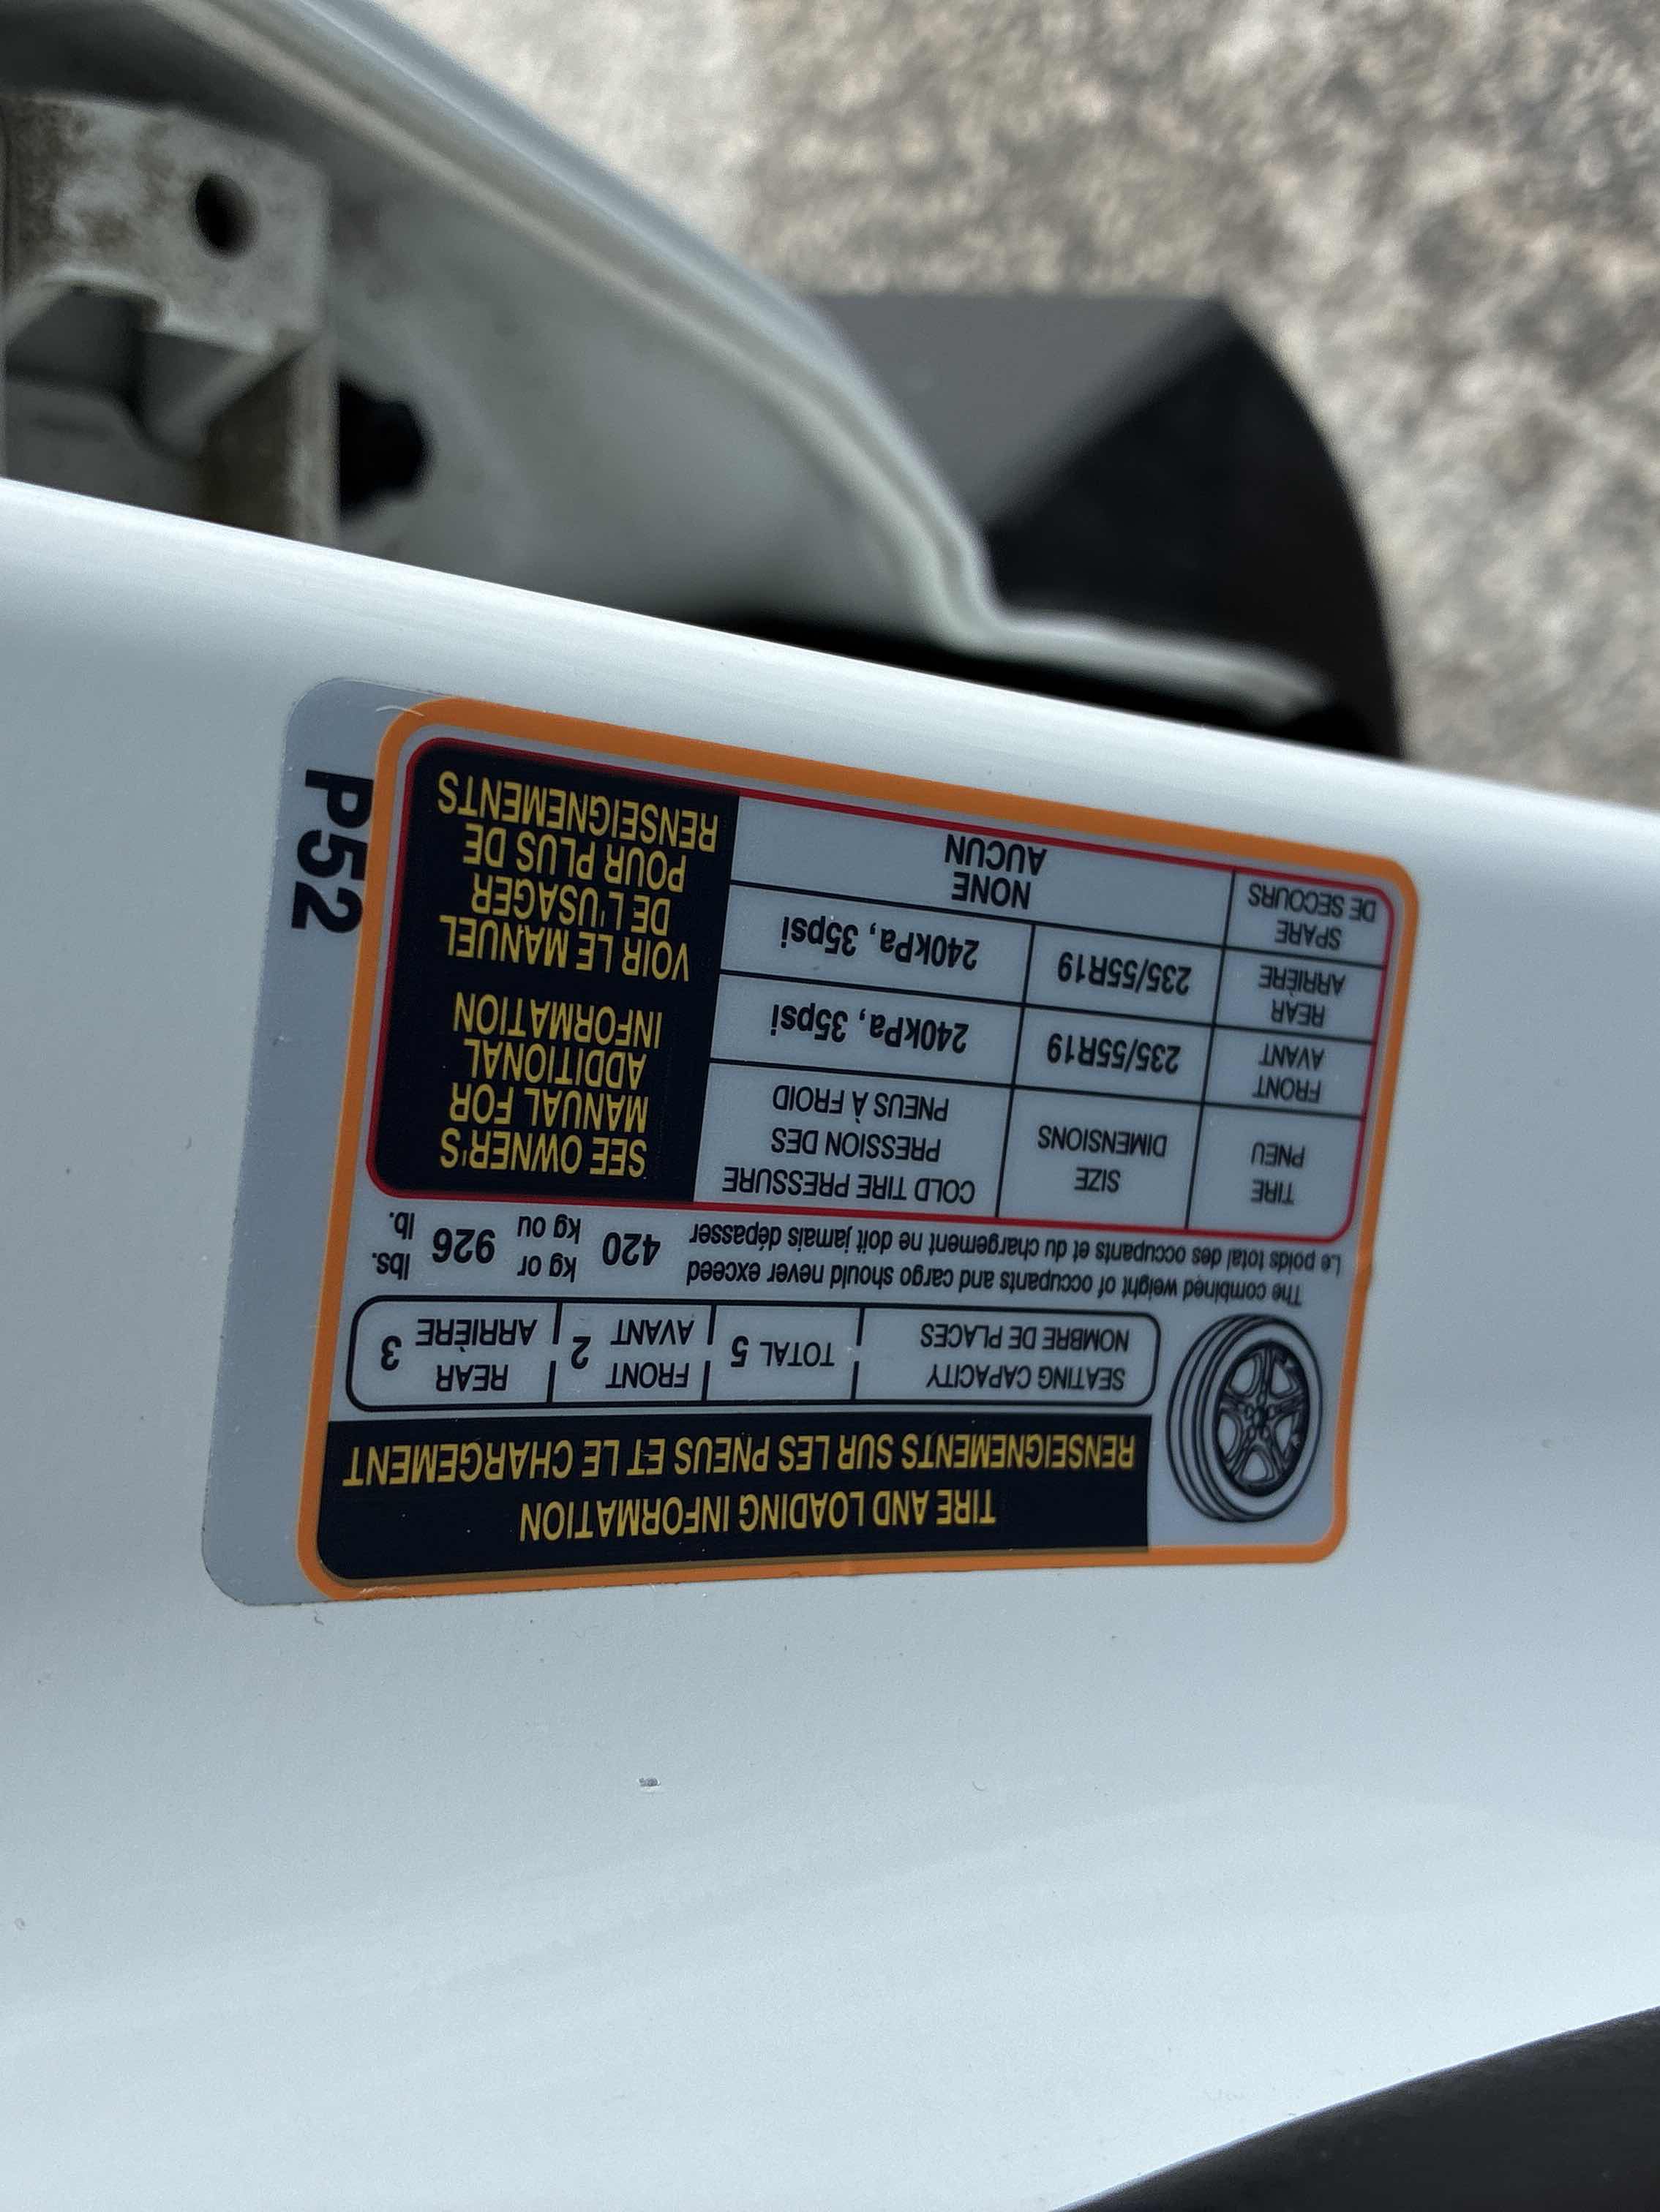 TIRE AND LOADING INFORMATION
RENSEIGNEMENTS SUR LES PNEUS ET LE CHARGEMENT
SEATING CAPACITY
NOMBRE DE PLACES
TOTAL 5
FRONT
AVANT
2
REAR
ARRIÈRE
3
The combined weight of occupants and cargo should never exceed
Le poids total des occupants et du chargement ne doit jamais dépasser
420
kg or
kg ou
926
lbs.
lb.
TIRE
PNEU
SIZE
DIMENSIONS
COLD TIRE PRESSURE
PRESSION DES
PNEUS À FROID
FRONT
AVANT
235/55R19
240kPa, 35psi
REAR
ARRIÈRE
235/55R19
240kPa, 35psi
SPARE
DE SECOURS
NONE
AUCUN
SEE OWNER'S
MANUAL FOR
ADDITIONAL
INFORMATION
VOIR LE MANUEL
DE L'USAGER
POUR PLUS DE
RENSEIGNEMENTS
P52